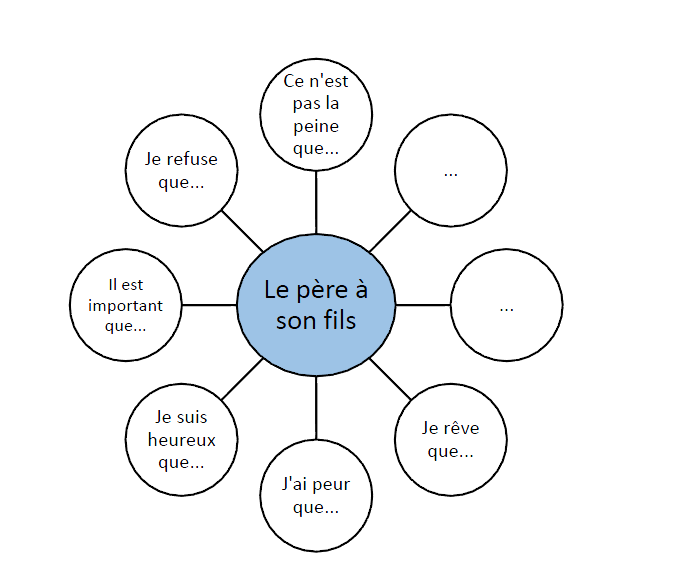 Ce n'est
pas la
peine
que...
...
...
Je rêve
que...
J'ai peur
que...
Je suis
heureux
que...
Il est
important
que...
Je refuse
que...
Le père à
son fils